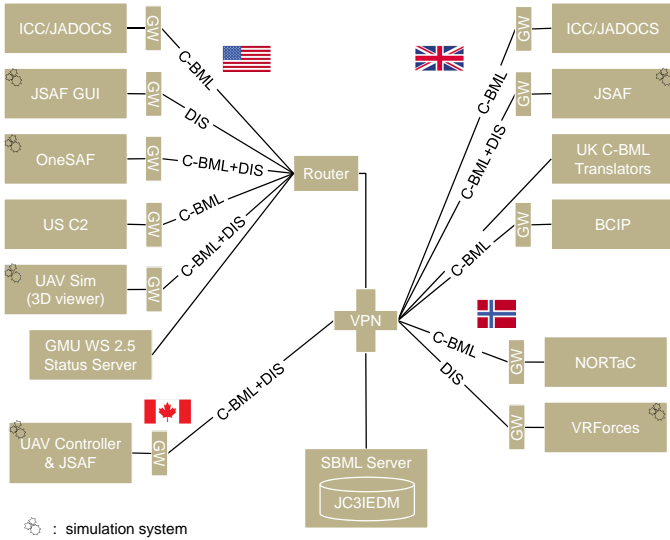 ICC/JADOCS
GW
C-BML
JSAF GUI
GW
DIS
OneSAF
GW
C-BML+DIS
US C2
GW
C-BML
UAV Sim
(3D viewer)
GW
C-BML+DIS
GMU WS 2.5
Status Server
Router
VPN
UAV Controller
& JSAF
GW
C-BML+DIS
SBML Server
JC3IEDM
GW
ICC/JADOCS
C-BML
GW
JSAF
C-BML+DIS
UK C-BML
Translators
GW
BCIP
C-BML
C-BML
GW
NORTaC
DIS
GW
VRForces
: simulation system